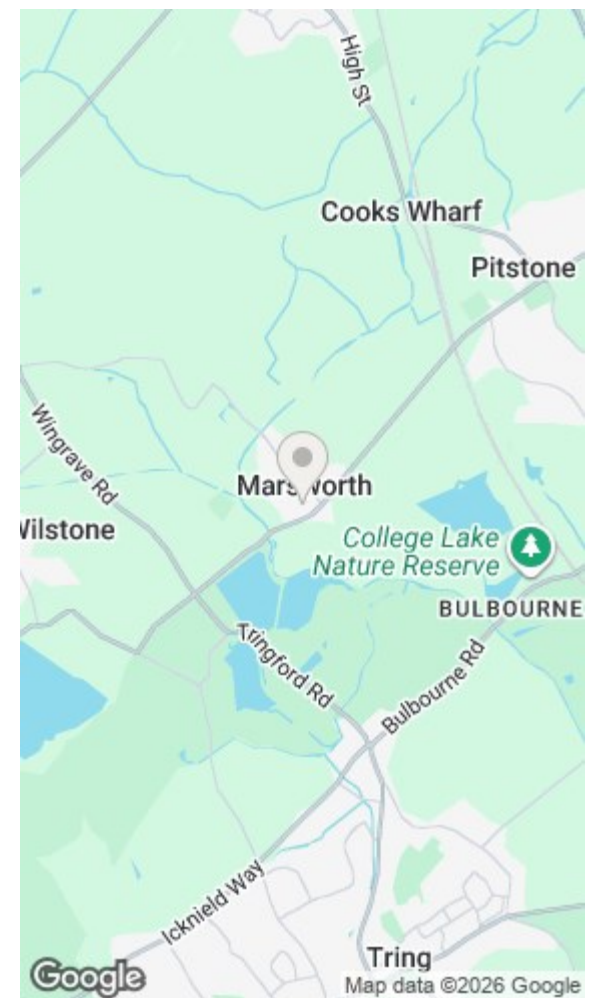 High St
Cooks Wharf
Pitstone
Wingrave Rd
Marsworth
Wilstone
College Lake
Nature Reserve
BULBOURNE
Tringford Rd
Bulbourne Rd
Icknield Way
Tring
Google
Map data ©2026 Google